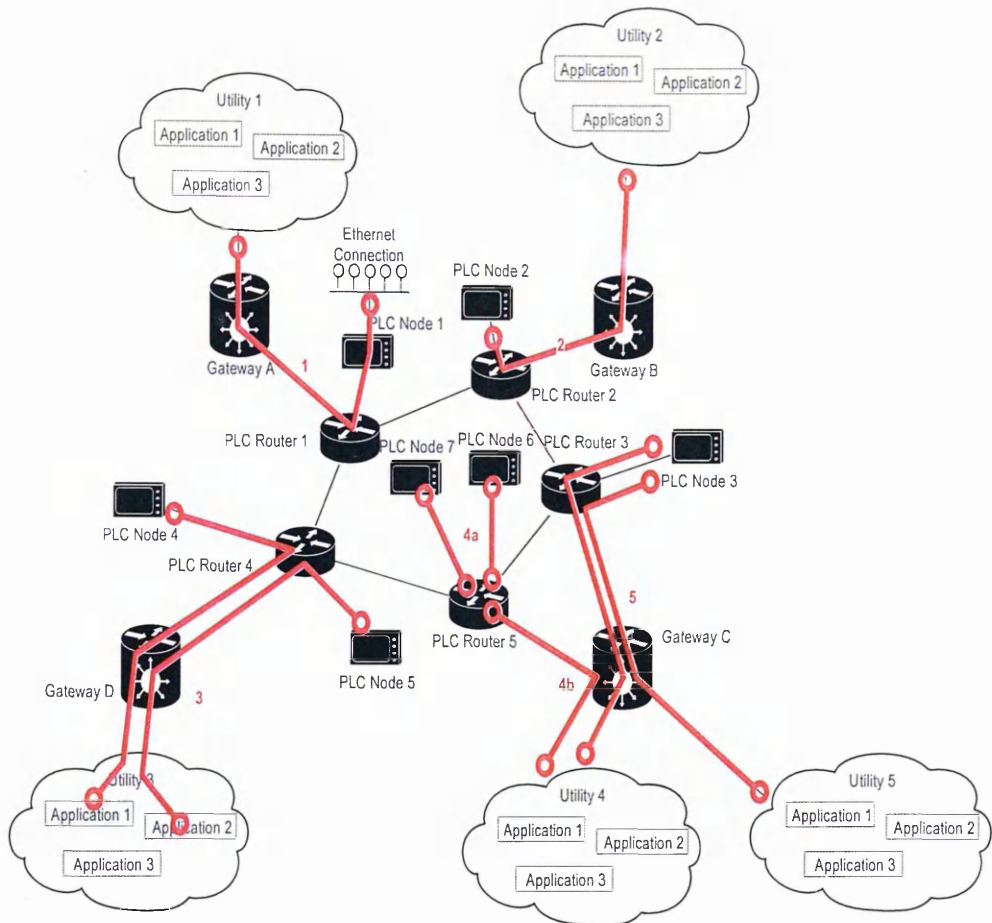 Utility 2
Application 1
Application 2
Application 3
Utility 1
Application 1
Application 2
Application 3
Ethernet
Connection
PLC Node 2
PLC Node 1
Gateway A
1
2
Gateway B
PLC Router 2
PLC Router 1
PLC Node 7
PLC Node 6
PLC Router 3
PLC Node 3
PLC Node 4
4a
PLC Router 4
5
PLC Router 5
Gateway C
Gateway D
3
PLC Node 5
4b
Utility 3
Application 1
Application 2
Application 3
Utility 4
Application 1
Application 2
Application 3
Utility 5
Application 1
Application 2
Application 3